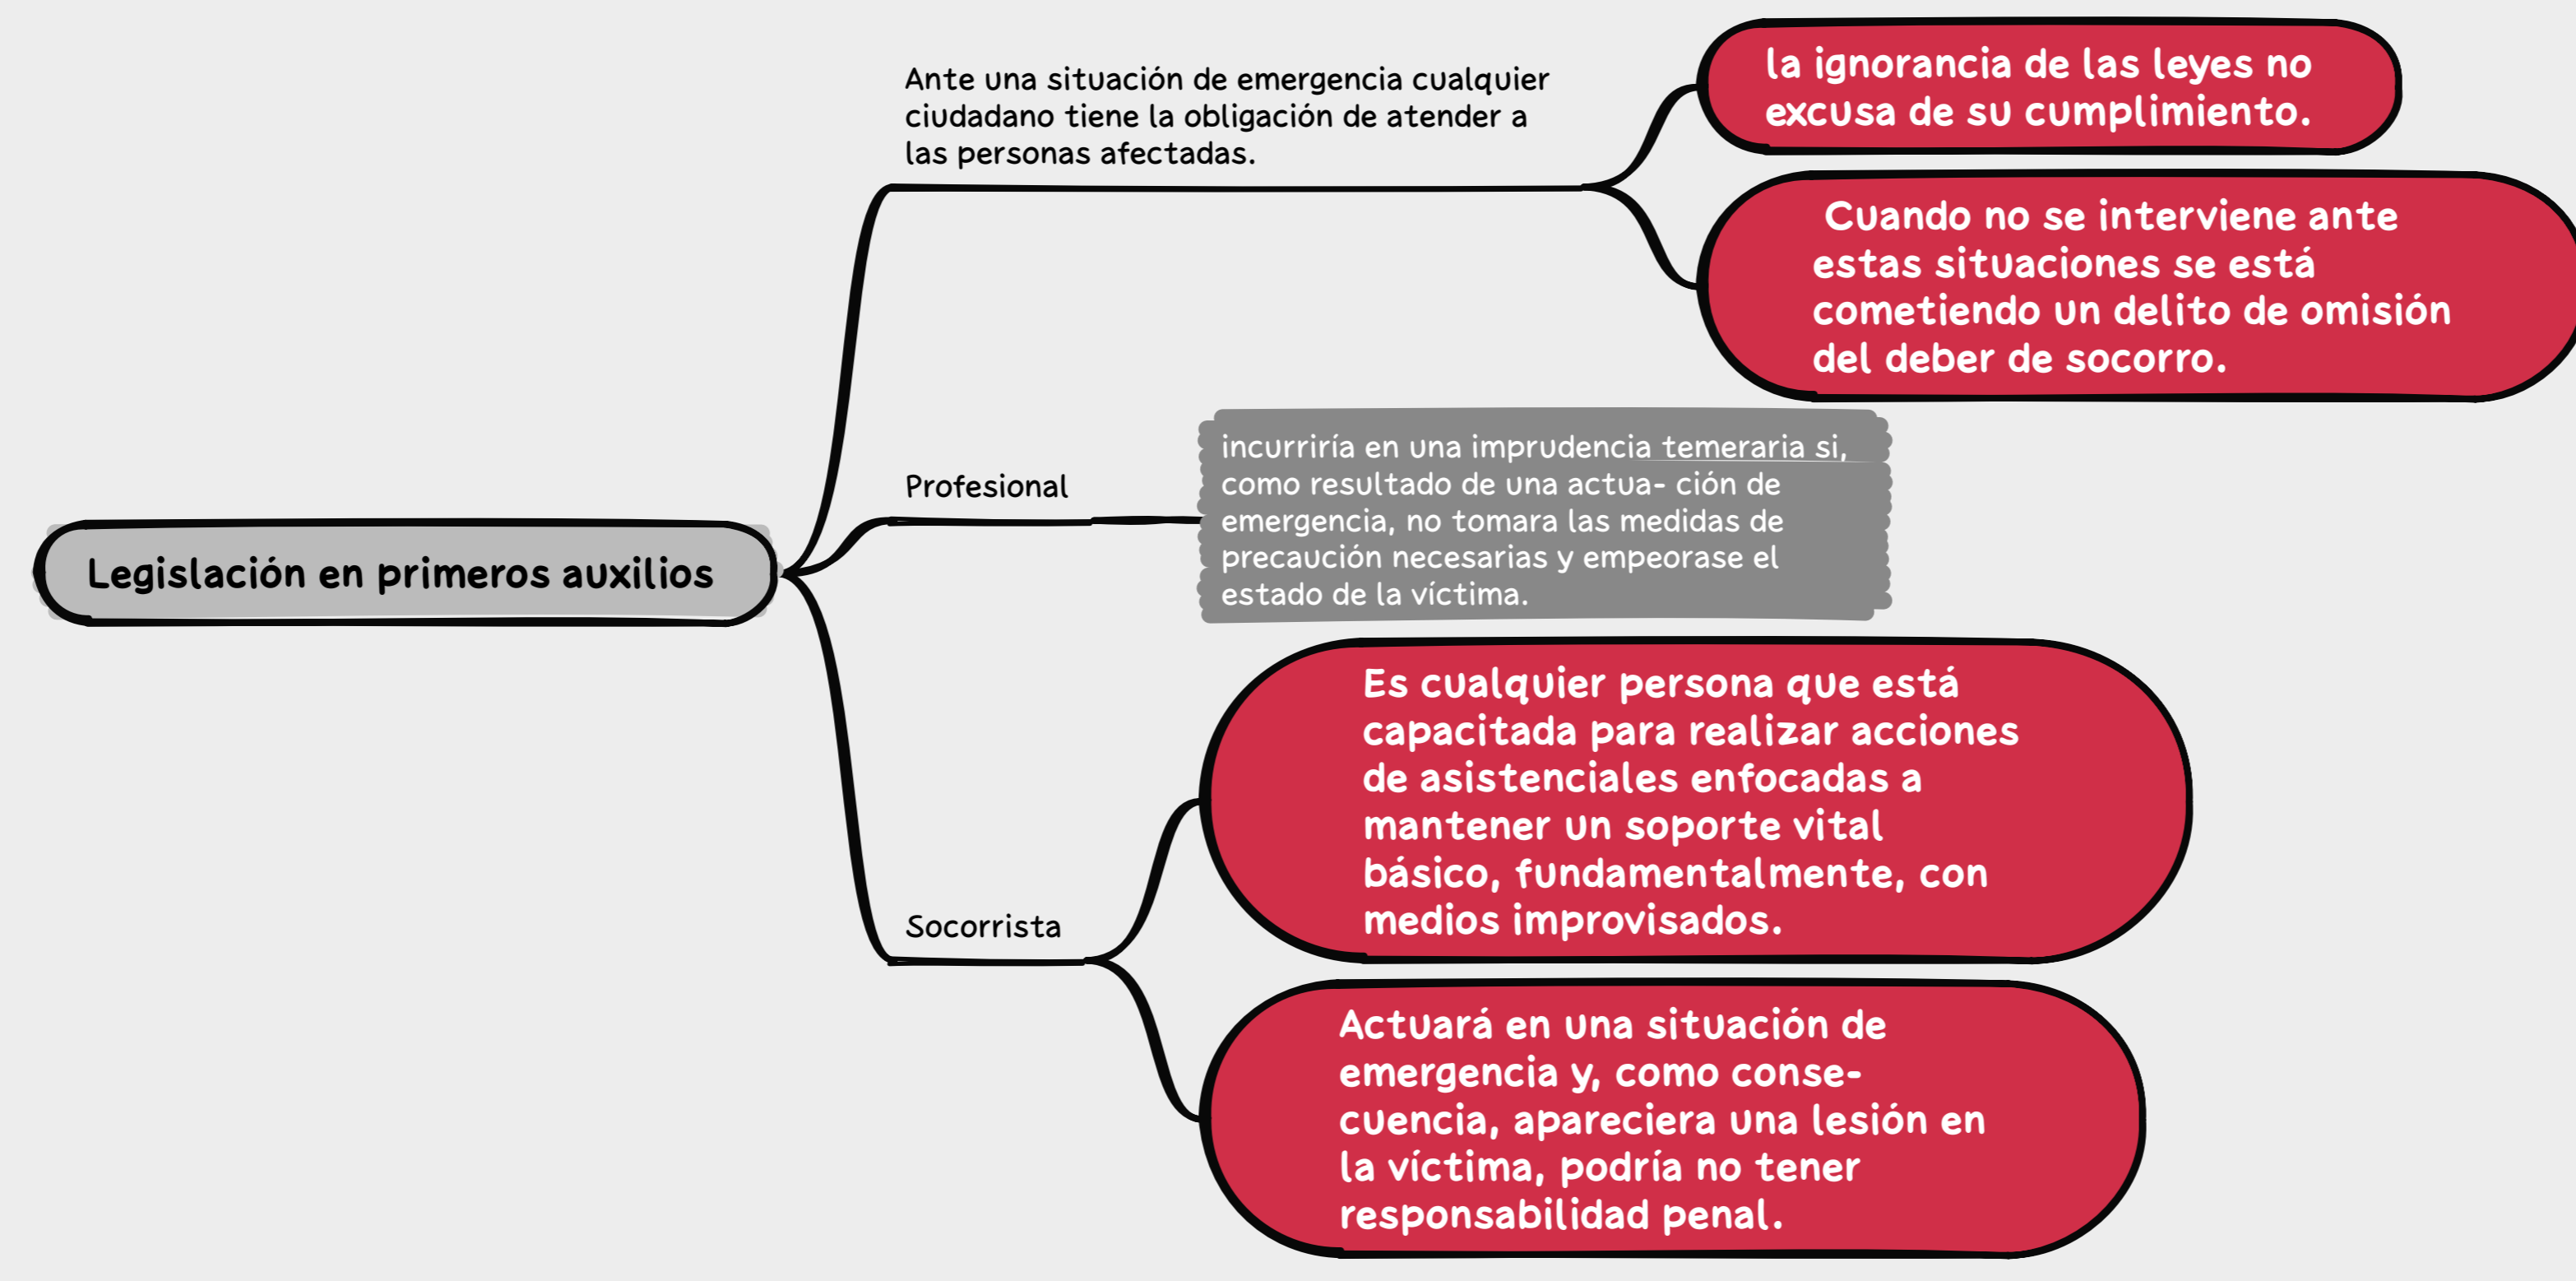 Legislación en primeros auxilios
Ante una situación de emergencia cualquier
ciudadano tiene la obligación de atender a
las personas afectadas.
la ignorancia de las leyes no
excusa de su cumplimiento.
Cuando no se interviene ante
estas situaciones se está
cometiendo un delito de omisión
del deber de socorro.
Profesional
incurriría en una imprudencia temeraria si,
como resultado de una actua- ción de
emergencia, no tomara las medidas de
precaución necesarias y empeorase el
estado de la víctima.
Socorrista
Es cualquier persona que está
capacitada para realizar acciones
de asistenciales enfocadas a
mantener un soporte vital
básico, fundamentalmente, con
medios improvisados.
Actuará en una situación de
emergencia y, como conse-
cuencia, apareciera una lesión en
la víctima, podría no tener
responsabilidad penal.